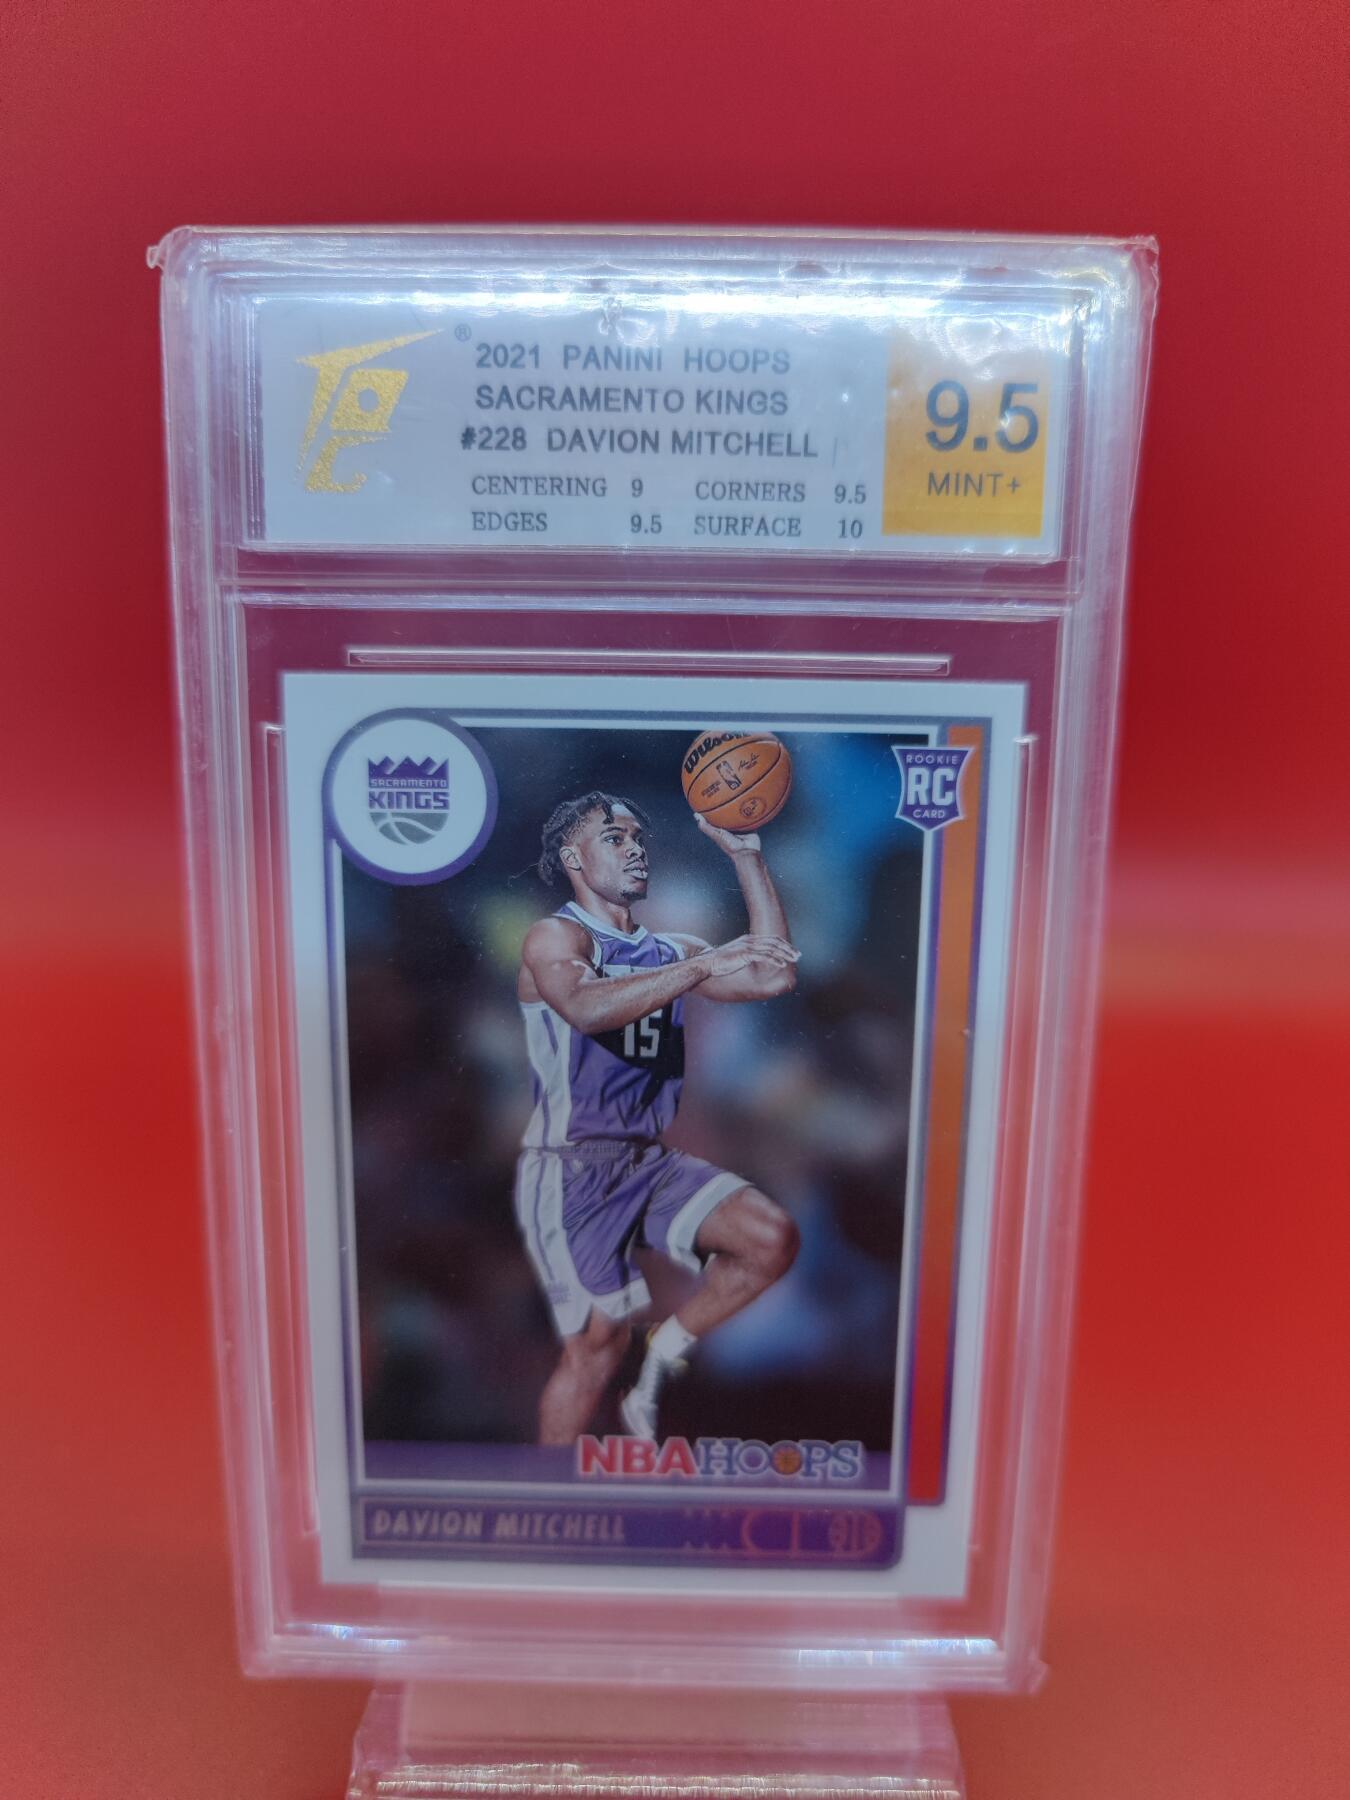 ®
2021 PANINI HOOPS
SACRAMENTO KINGS
#228 DAVION MITCHELL
CENTERING 9 CORNERS 9.5
EDGES 9.5 SURFACE 10
9.5
MINT+
SACRAMENTO
KINGS
Wilson
ROOKIE
RC
CARD
15
NBA HOOPS
DAVION MITCHELL